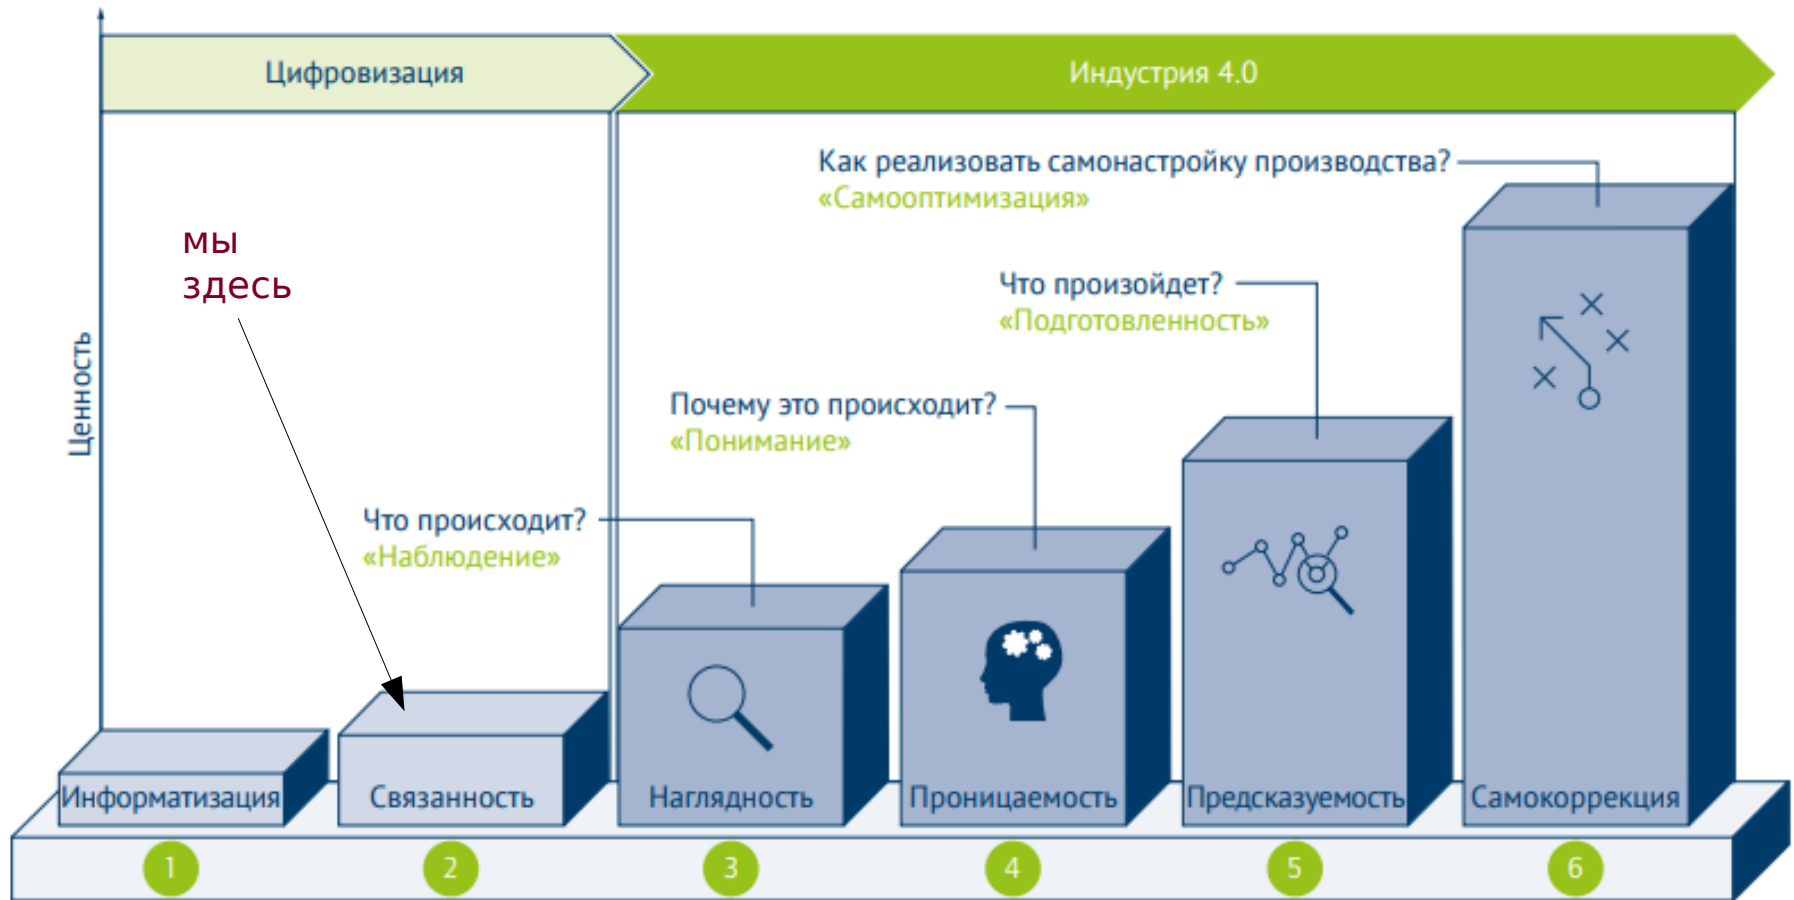 Цифровизация
Индустрия 4.0
Как реализовать самонастройку производства?
«Самооптимизация»
мы
здесь
Что произойдет?
«Подготовленность»
Ценность
Почему это происходит?
«Понимание»
Что происходит?
«Наблюдение»
Информатизация
Связанность
Наглядность
Проницаемость
Предсказуемость
Самокоррекция
1
2
3
4
5
6